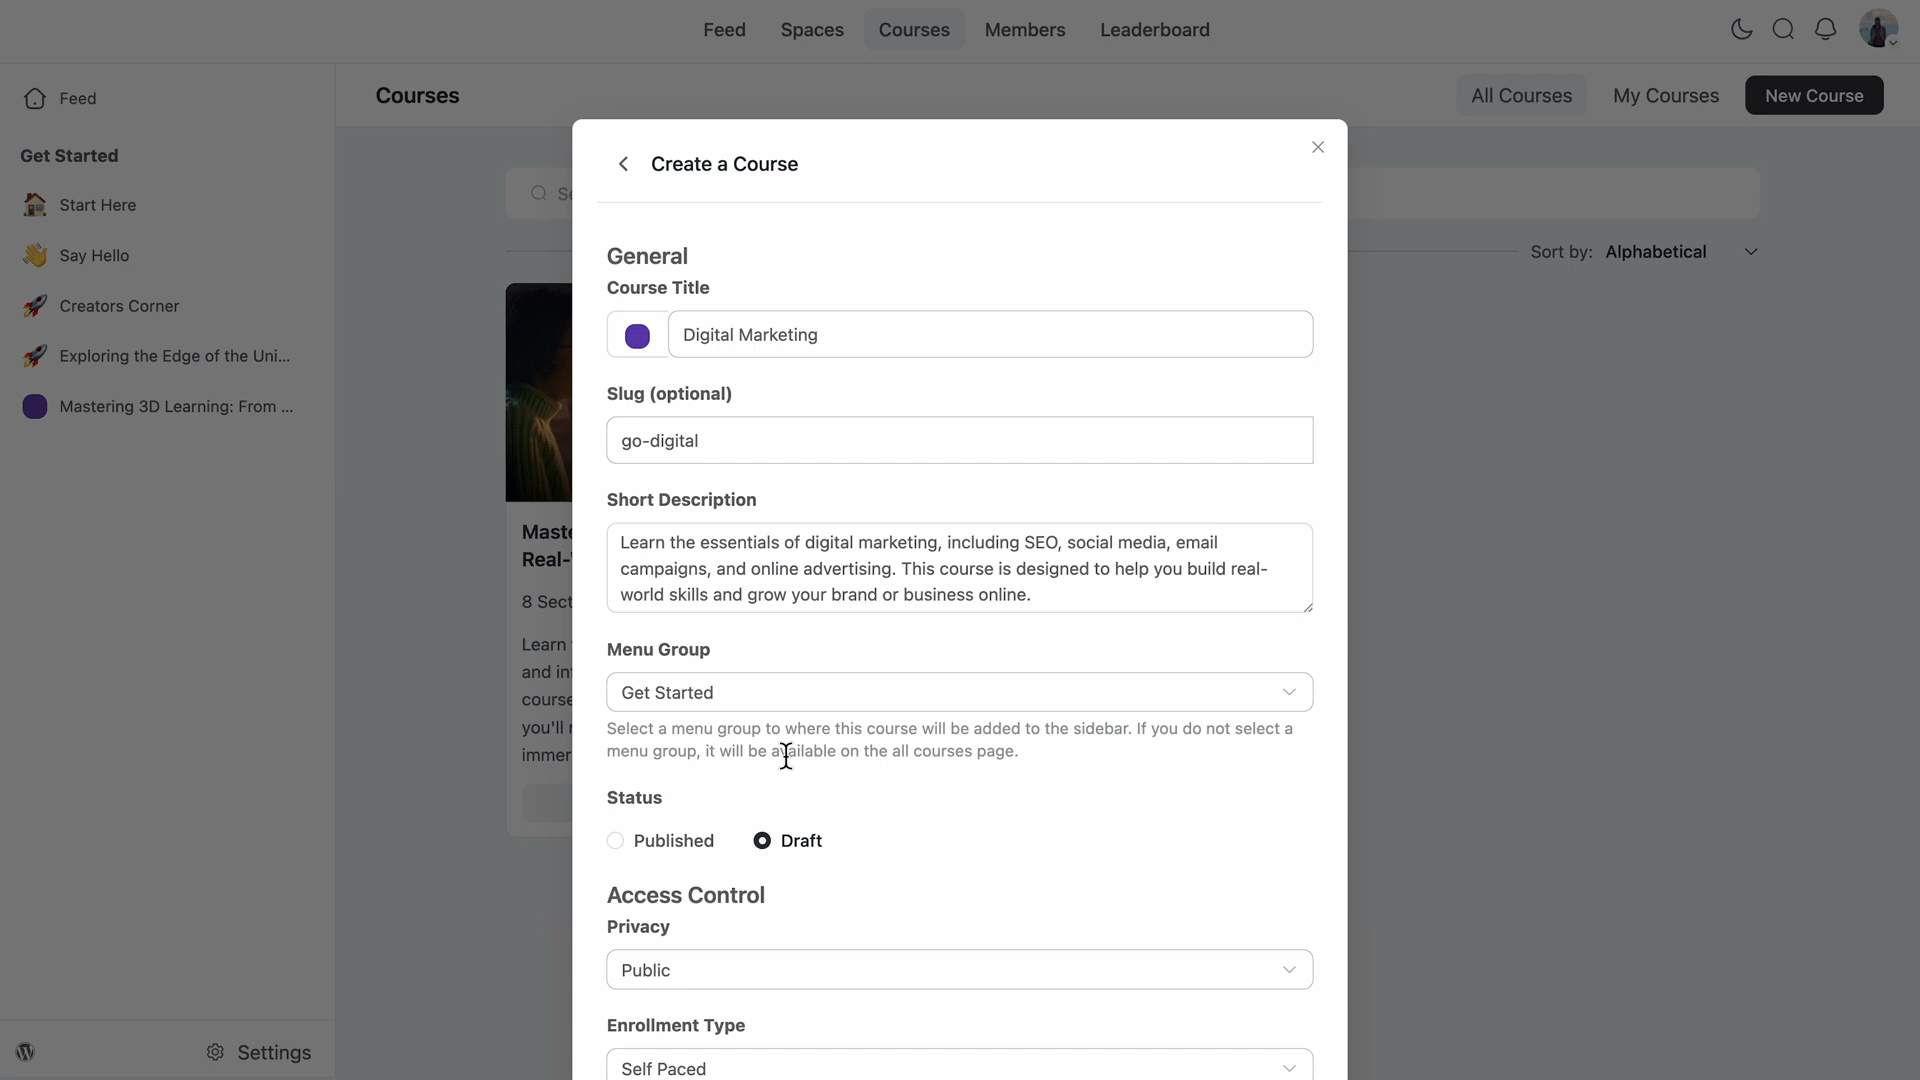 Feed
Spaces
Courses
Members
Leaderboard
Feed
Get Started
Start Here
Say Hello
Creators Corner
Exploring the Edge of the Uni...
Mastering 3D Learning: From ...
Settings
Courses
All Courses
My Courses
New Course
Sort by: Alphabetical
8 Sect
Learn
course
you'll
Create a Course
General
Course Title
Digital Marketing
Slug (optional)
go-digital
Short Description
Learn the essentials of digital marketing, including SEO, social media, email
campaigns, and online advertising. This course is designed to help you build real-
world skills and grow your brand or business online.
Menu Group
Get Started
Select a menu group to where this course will be added to the sidebar. If you do not select a
menu group, it will be available on the all courses page.
Status
Published
Draft
Access Control
Privacy
Public
Enrollment Type
Self Paced